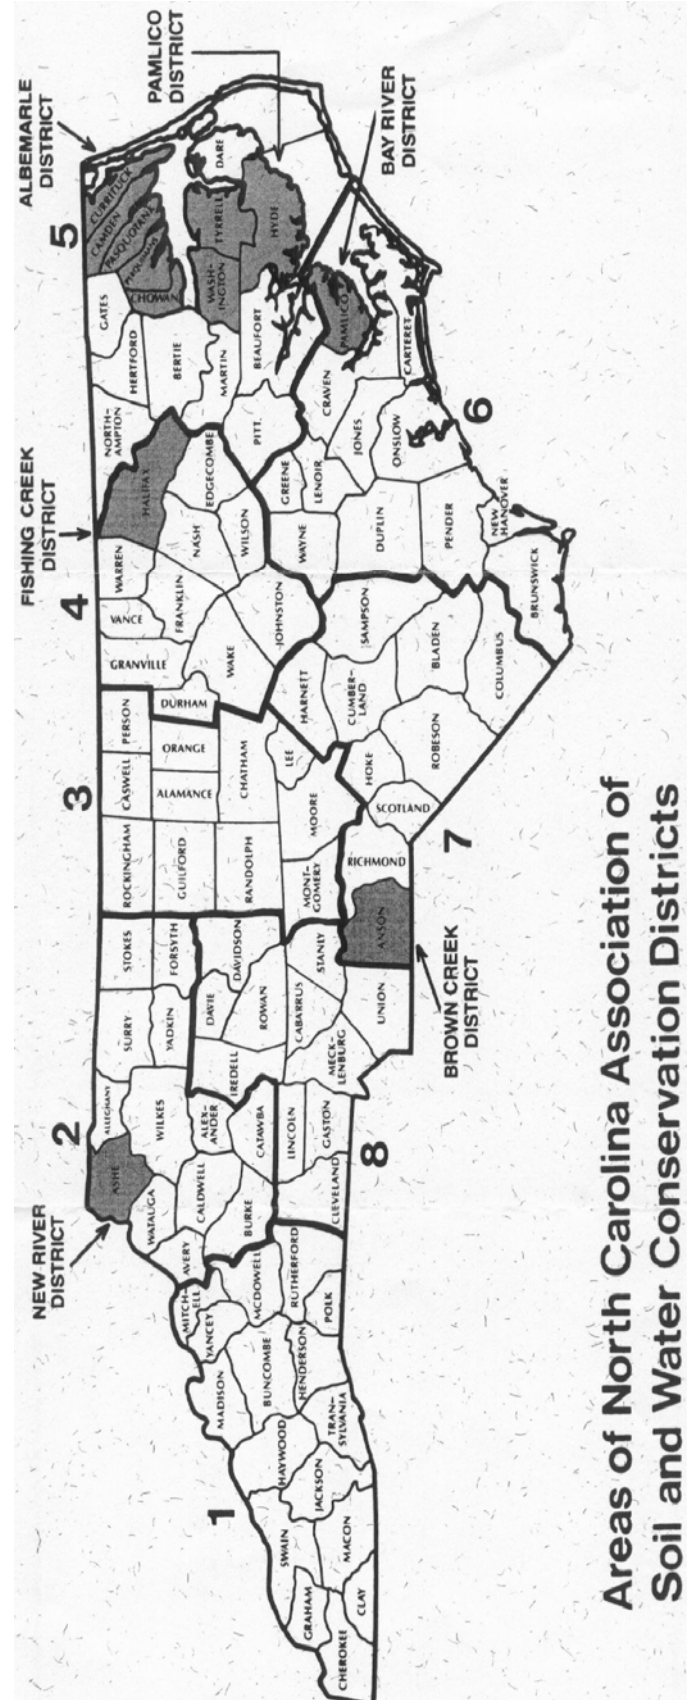 NEW RIVER
DISTRICT
FISHING CREEK
DISTRICT
ALBEMARLE
DISTRICT
PAMLICO
DISTRICT
BAY RIVER
DISTRICT
BROWN CREEK
DISTRICT
1
CHEROKEE
GRAHAM
CLAY
SWAIN
MACON
JACKSON
HAYWOOD
TRAN-
SYLVANIA
MADISON
BUNCOMBE
HENDERSON
YANCEY
MITCH-
ELL
MCDOWELL
RUTHERFORD
POLK
2
AVERY
WATAUGA
ASHE
ALLEGHANY
WILKES
CALDWELL
BURKE
ALEX-
ANDER
CATAWBA
SURRY
STOKES
YADKIN
FORSYTH
8
CLEVELAND
LINCOLN
GASTON
IREDELL
DAVIE
DAVIDSON
ROWAN
CABARRUS
STANLY
MECK-
LENBURG
UNION
3
ROCKINGHAM
CASWELL
PERSON
GUILFORD
ALAMANCE
ORANGE
RANDOLPH
CHATHAM
MONT-
GOMERY
MOORE
LEE
4
GRANVILLE
VANCE
WARREN
HALIFAX
DURHAM
FRANKLIN
NASH
EDGECOMBE
WAKE
WILSON
JOHNSTON
5
NORTH-
AMPTON
GATES
HERTFORD
BERTIE
CURRITUCK
CAMDEN
PASQUOTANK
PERQUIMANS
CHOWAN
MARTIN
WASH-
INGTON
TYRRELL
DARE
PITT
BEAUFORT
HYDE
6
GREENE
LENOIR
WAYNE
CRAVEN
PAMLICO
JONES
CARTERET
ONSLOW
DUPLIN
PENDER
NEW
HANOVER
BRUNSWICK
7
ANSON
RICHMOND
SCOTLAND
HOKE
HARNETT
CUMBER-
LAND
SAMPSON
BLADEN
ROBESON
COLUMBUS
Areas of North Carolina Association of
Soil and Water Conservation Districts